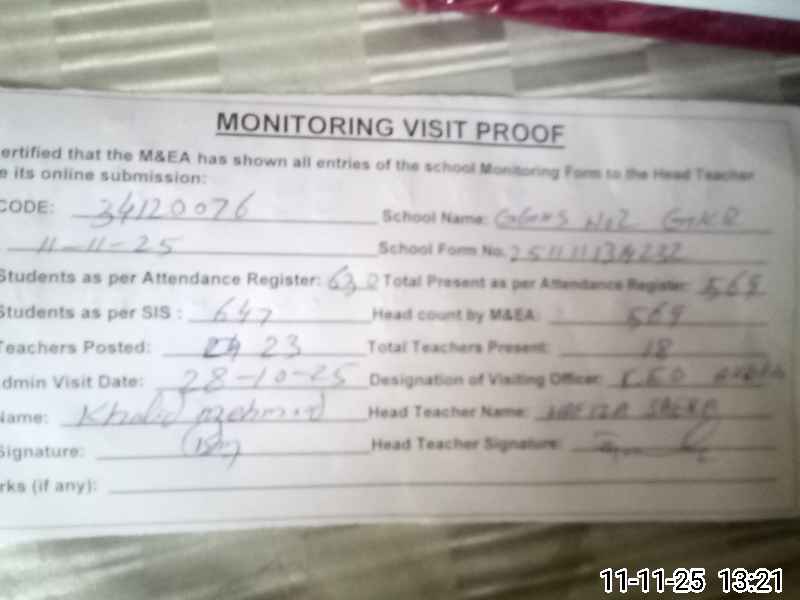 MONITORING VISIT PROOF
ertified that the M&EA has shown all entries of the school Monitoring Form to the Head Teacher
e its online submission:
CODE: 34120076 School Name: GGHS No.2
11-11-25 School Form No.
Students as per Attendance Register: 632 Total Present as per Attendance Register: 569
Students as per SIS : 647 Head count by M&EA: 569
Teachers Posted: 23 Total Teachers Present: 18
dmin Visit Date: 28-10-25 Designation of Visiting Officer: CEO
Name: Khalid Mehmood Head Teacher Name:
Signature: Head Teacher Signature:
rks (if any):
11-11-25 13:21